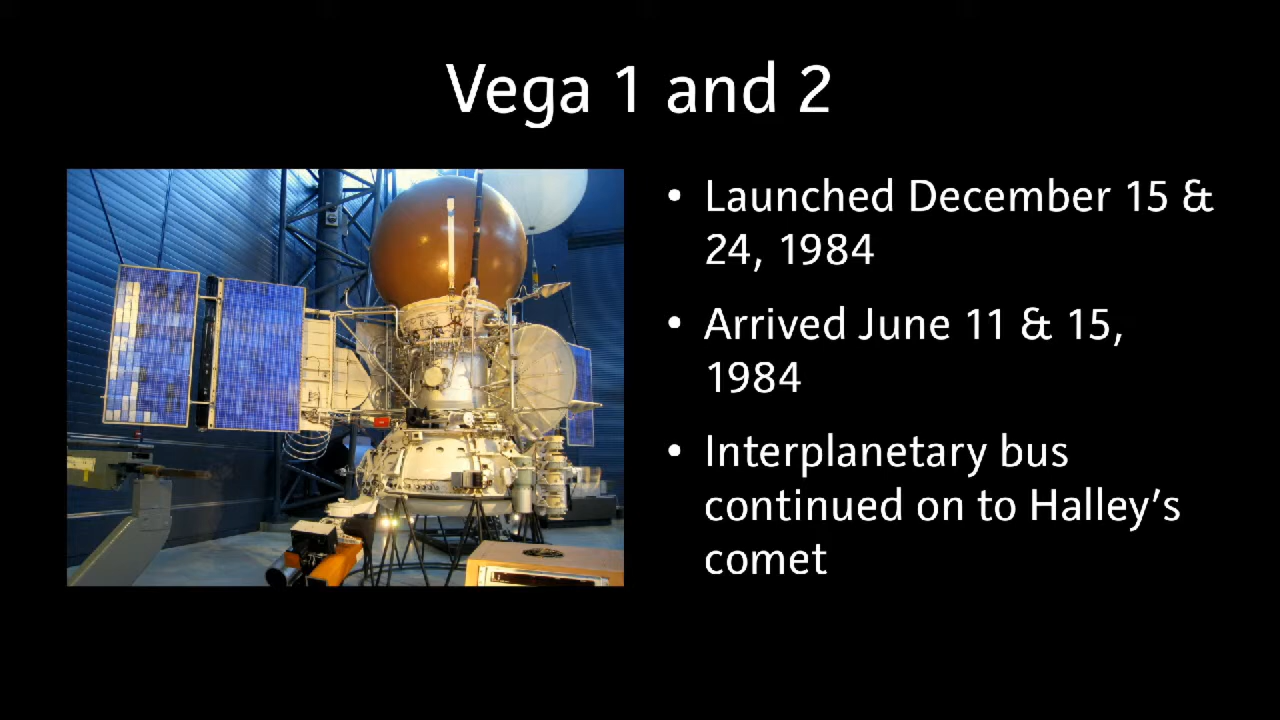 Vega 1 and 2
• Launched December 15 &
24, 1984
• Arrived June 11 & 15,
1984
• Interplanetary bus
continued on to Halley’s
comet